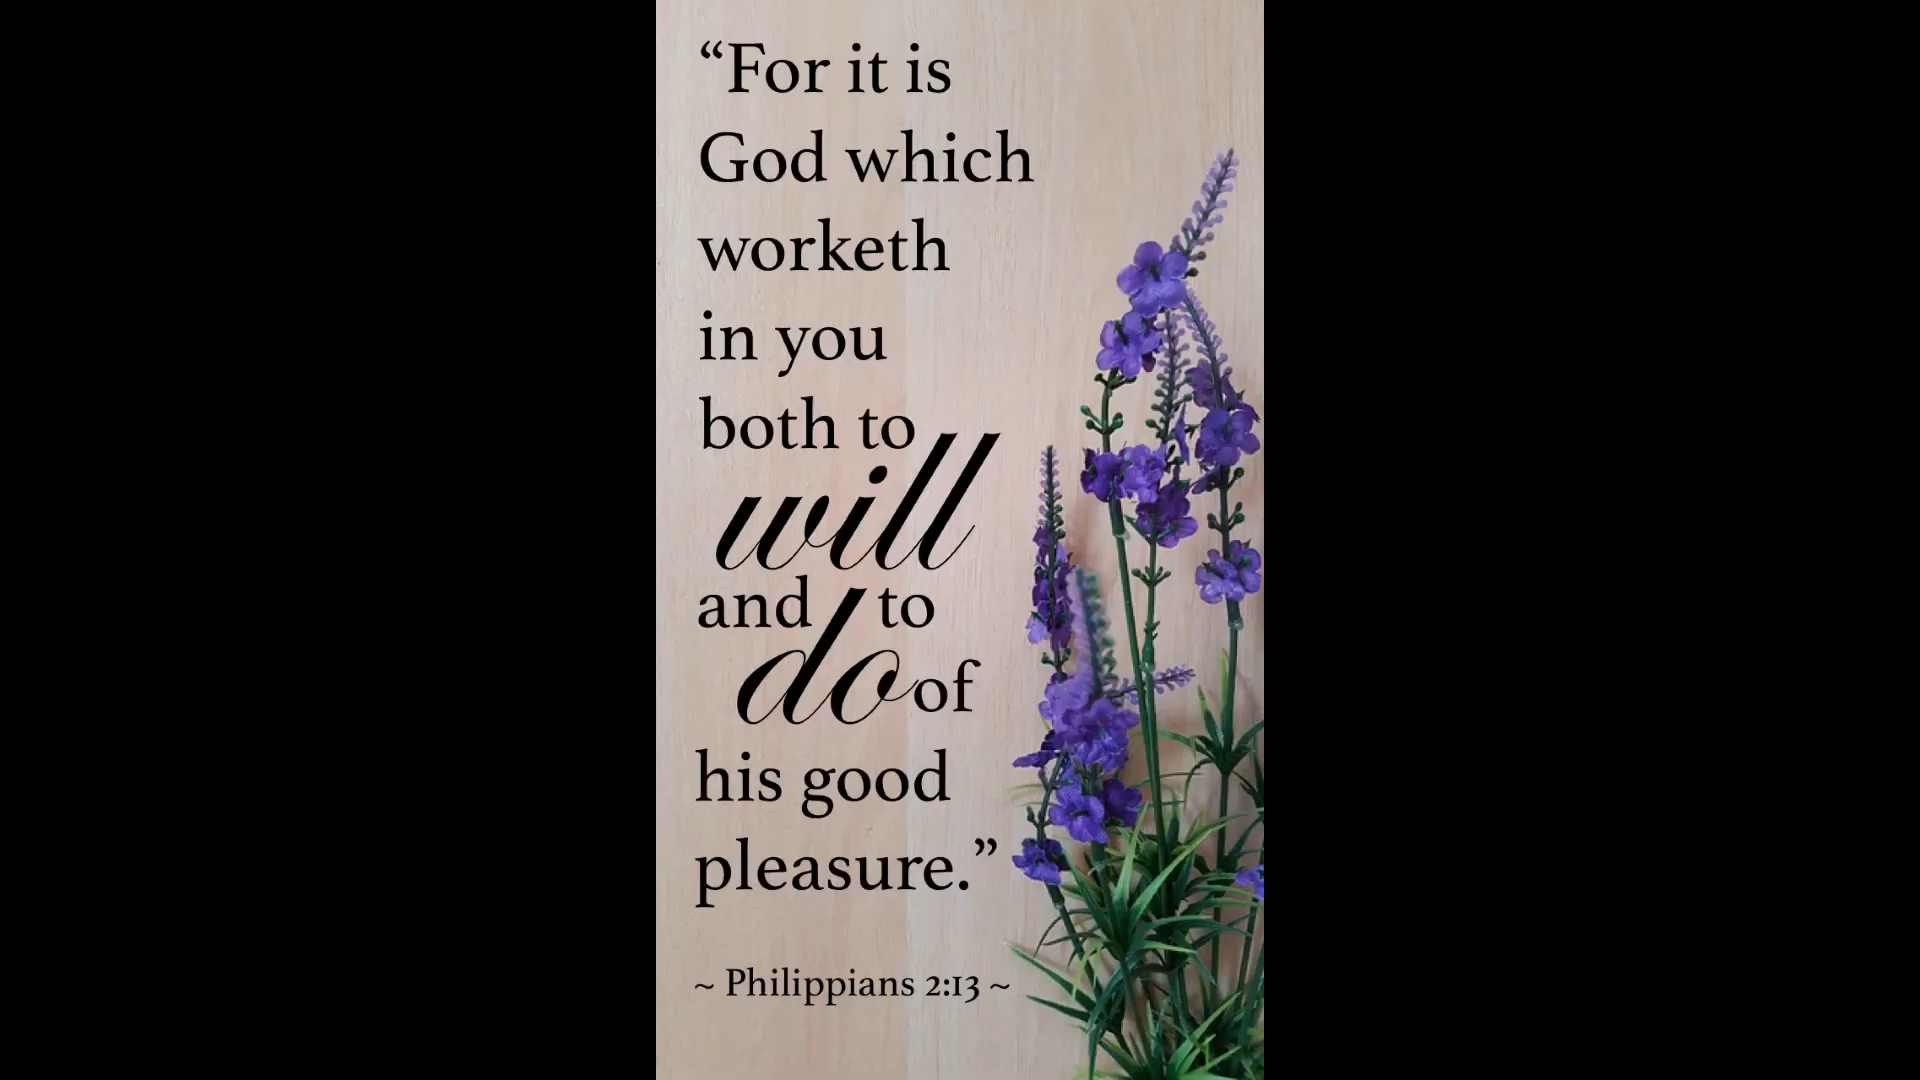 “For it is
God which
worketh
in you
both to
will
and to
do of
his good
pleasure.”
~ Philippians 2:13 ~